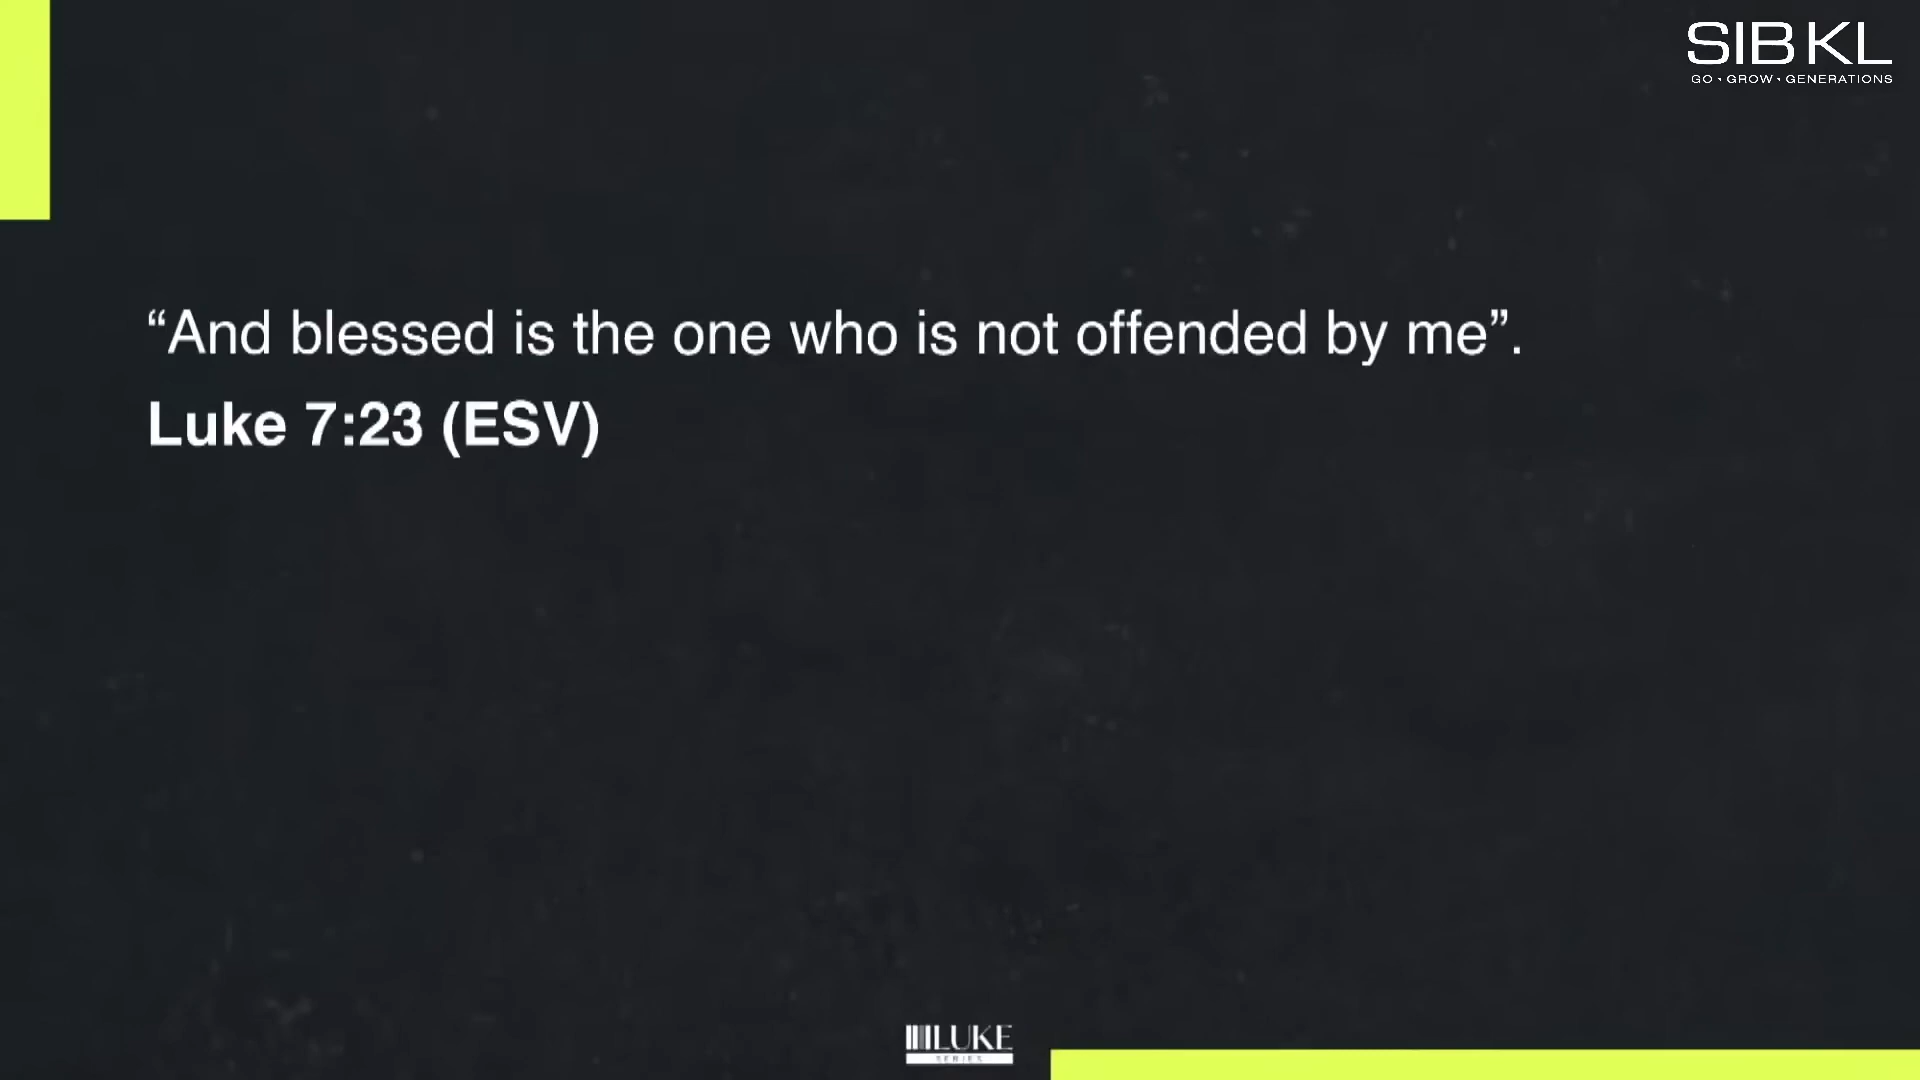 SIBKL
GO • GROW • GENERATIONS
“And blessed is the one who is not offended by me”.
Luke 7:23 (ESV)
LUKE
SERIES